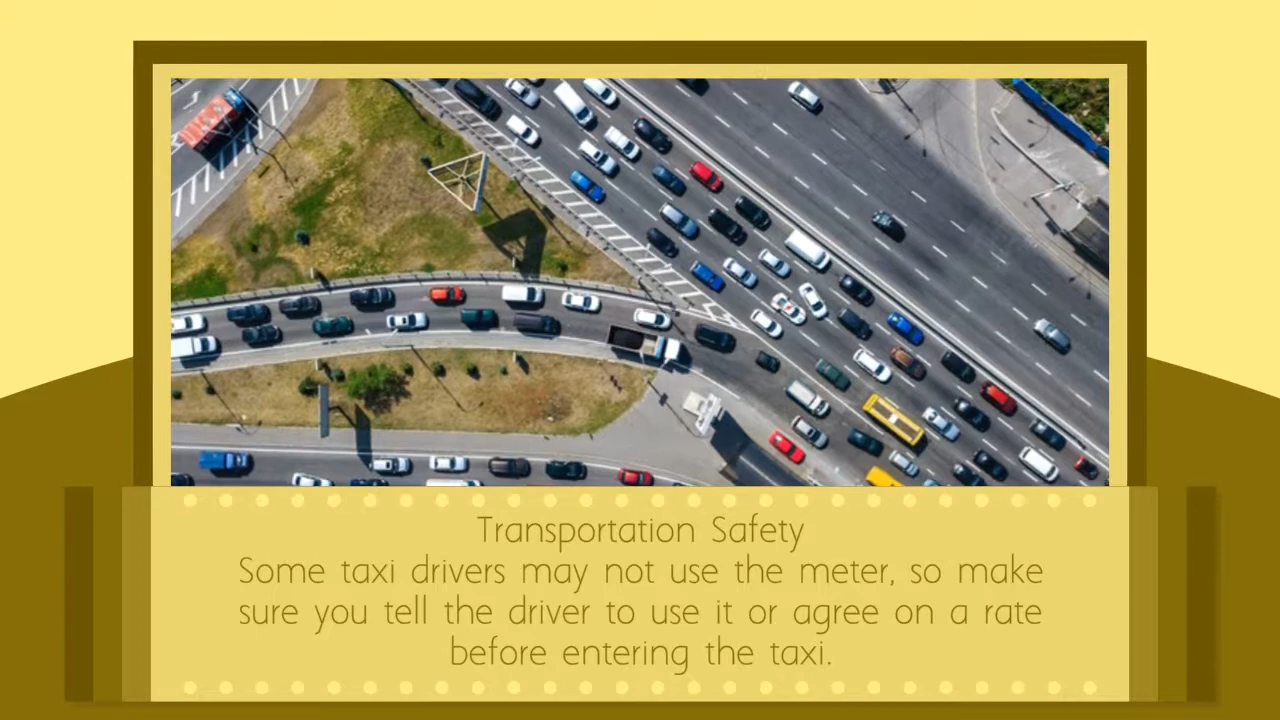 Transportation Safety
Some taxi drivers may not use the meter, so make
sure you tell the driver to use it or agree on a rate
before entering the taxi.